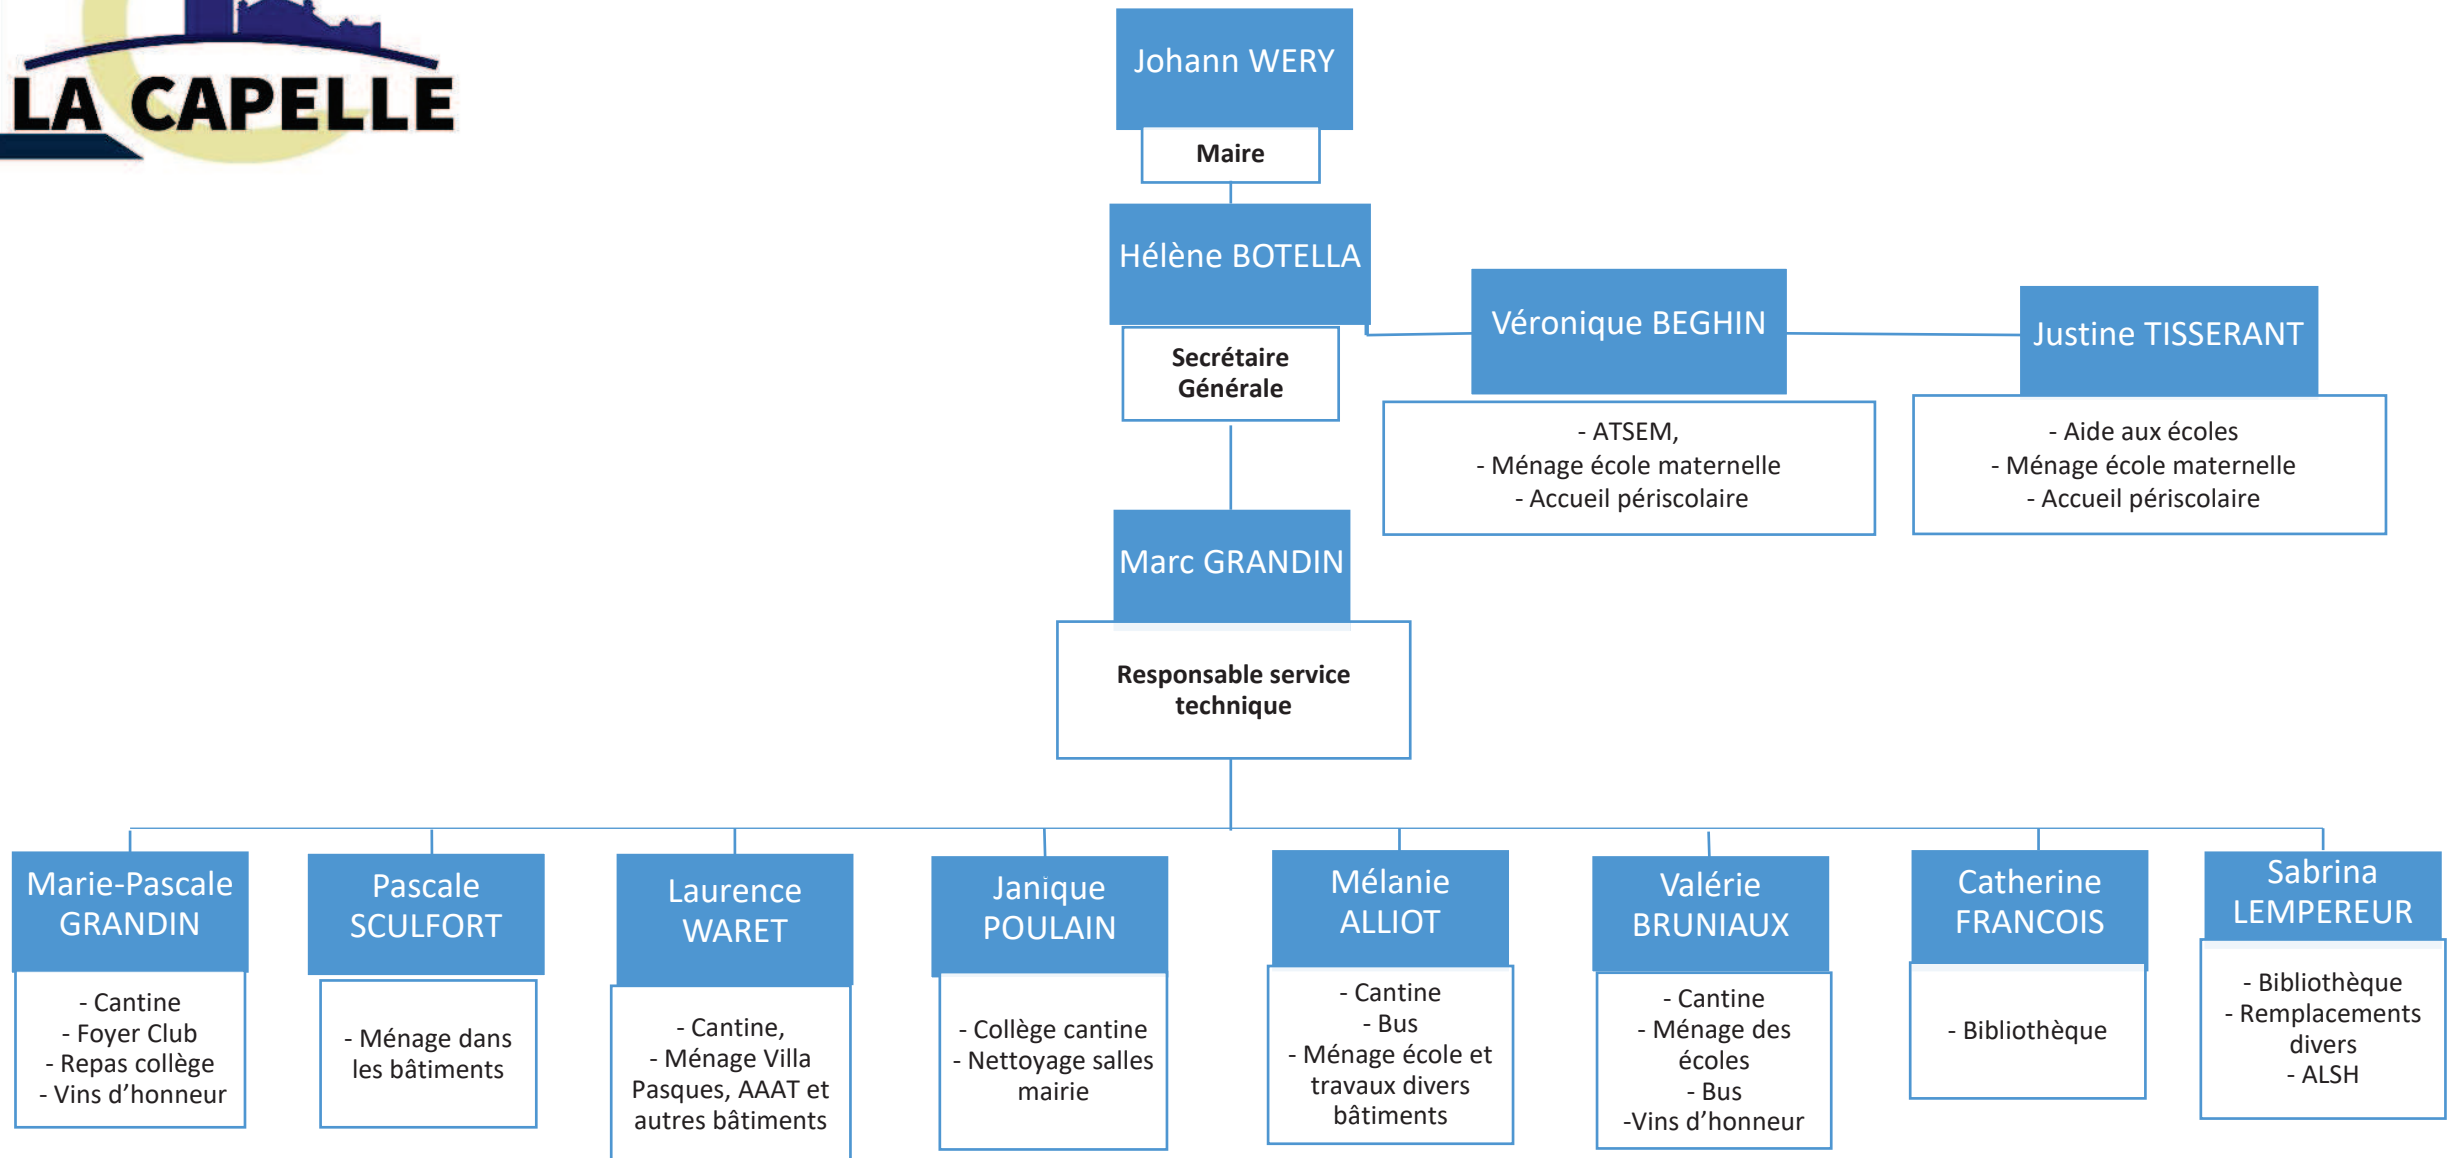 LA CAPELLE
Johann WERY
Maire
Hélène BOTELLA
Secrétaire
Générale
Véronique BEGHIN
- ATSEM,
- Ménage école maternelle
- Accueil périscolaire
Justine TISSERANT
- Aide aux écoles
- Ménage école maternelle
- Accueil périscolaire
Marc GRANDIN
Responsable service
technique
Marie-Pascale
GRANDIN
- Cantine
- Foyer Club
- Repas collège
- Vins d’honneur
Pascale
SCULFORT
- Ménage dans
les bâtiments
Laurence
WARET
- Cantine,
- Ménage Villa
Pasques, AAAT et
autres bâtiments
Janique
POULAIN
- Collège cantine
- Nettoyage salles
mairie
Mélanie
ALLIOT
- Cantine
- Bus
- Ménage école et
travaux divers
bâtiments
Valérie
BRUNIAUX
- Cantine
- Ménage des
écoles
- Bus
-Vins d’honneur
Catherine
FRANCOIS
- Bibliothèque
Sabrina
LEMPEREUR
- Bibliothèque
- Remplacements
divers
- ALSH